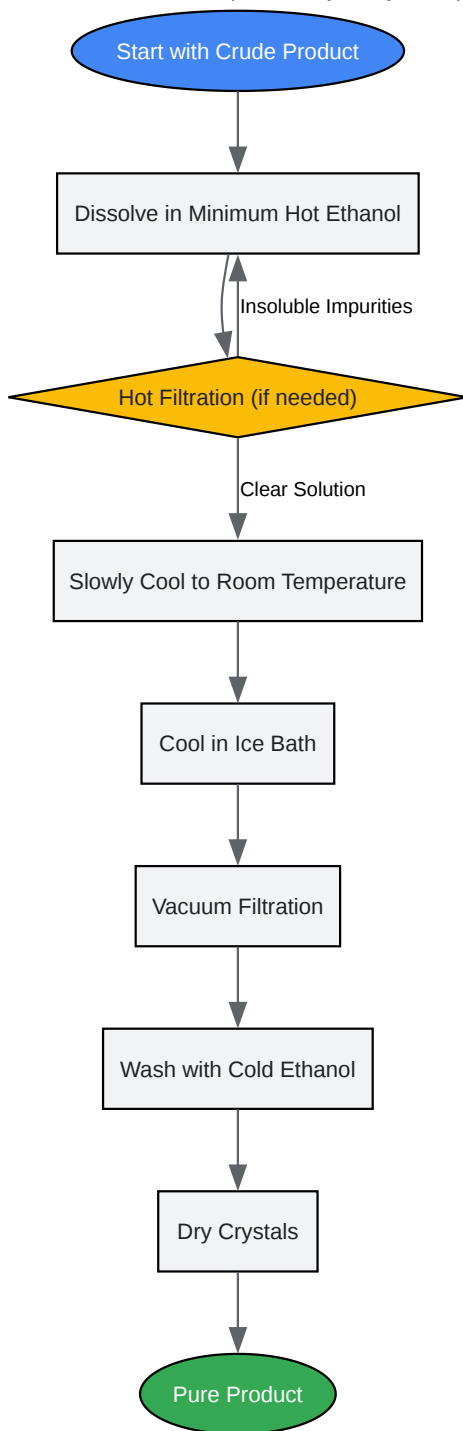 Start with Crude Product
Dissolve in Minimum Hot Ethanol
Insoluble Impurities
Hot Filtration (if needed)
Clear Solution
Slowly Cool to Room Temperature
Cool in Ice Bath
Vacuum Filtration
Wash with Cold Ethanol
Dry Crystals
Pure Product